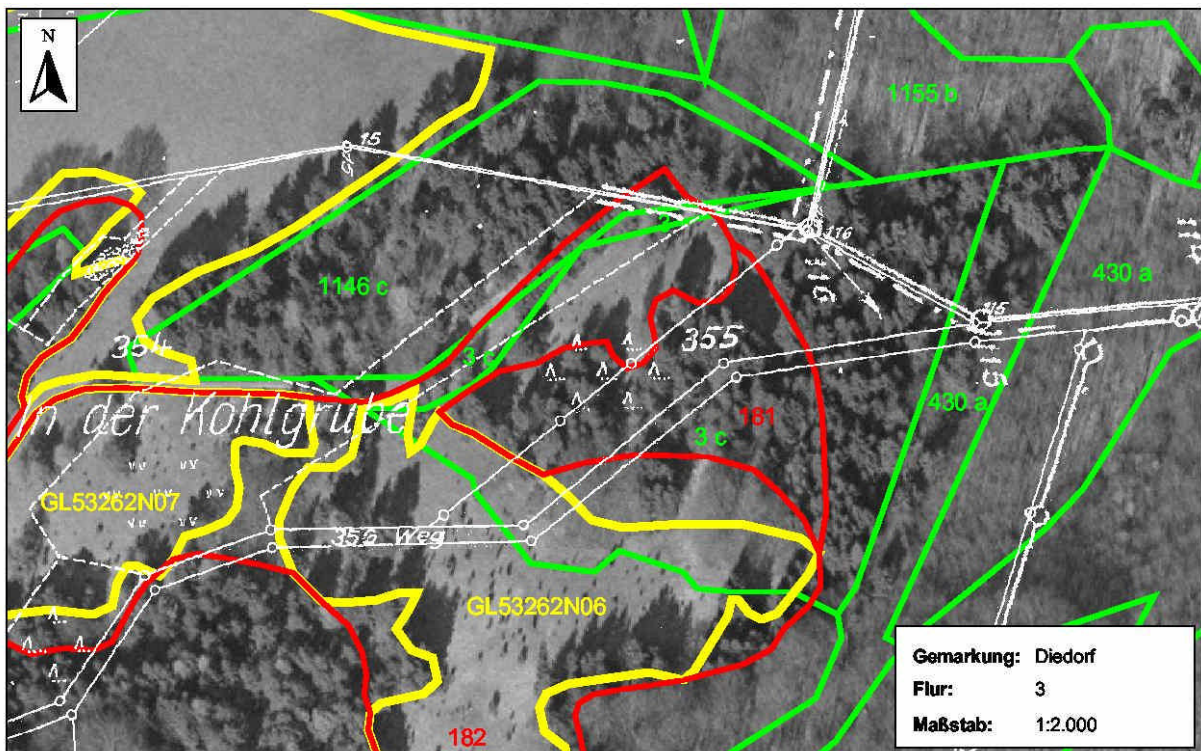 N
1155 b
15
116
430 a
1146 c
115
354
3 c
355
in der Kohlgrube
181
430 a
3 c
GL53262N07
356 Weg
GL53262N06
Gemarkung: Diedorf
Flur: 3
Maßstab: 1:2.000
182